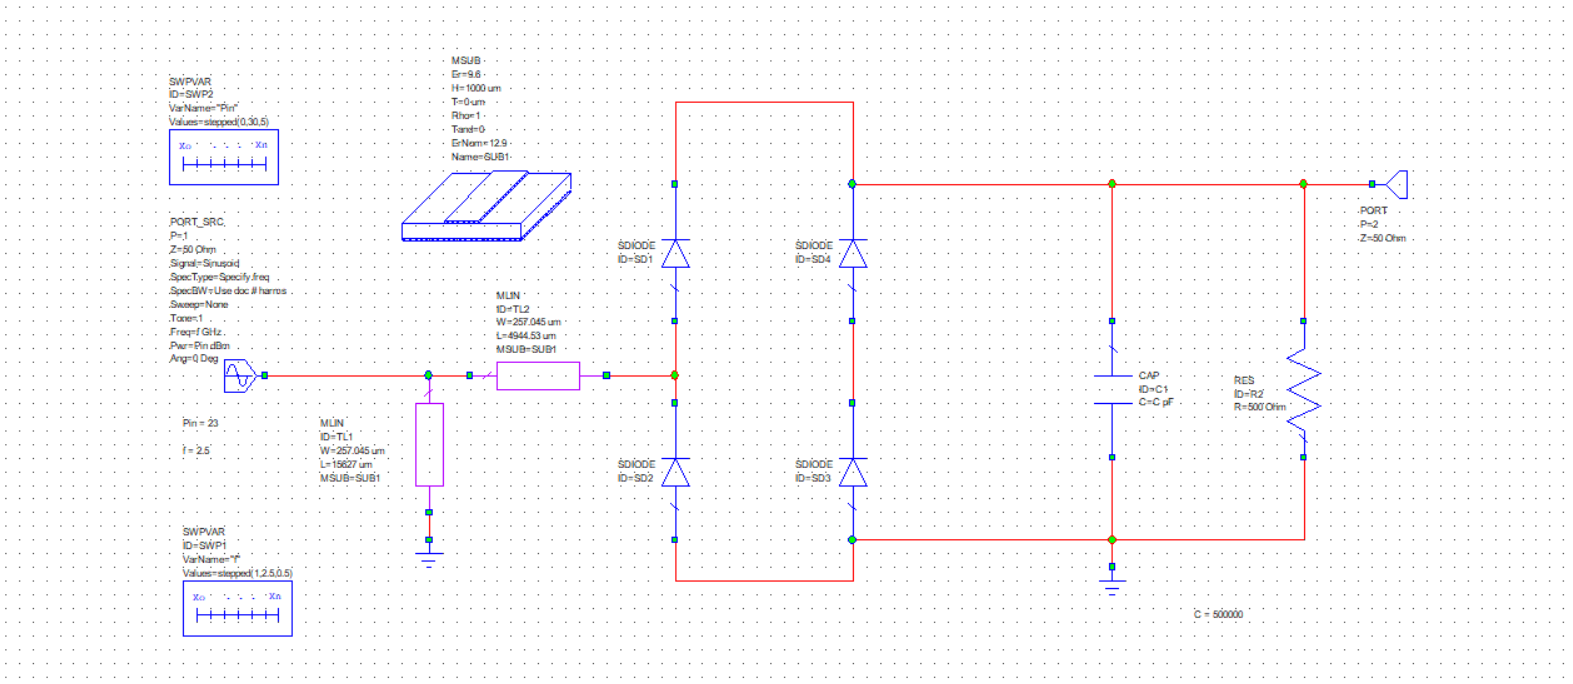 SWPVAR
ID=SWP2
VarName="Pin"
Values=stepped(0,30,5)
Xo . . . Xn
MSUB
Er=9.6
H=1000 um
T=0 um
Rho=1
Tand=0
ErNom=12.9
Name=SUB1
PORT_SRC
P=1
Z=50 Ohm
Signal=Sinusoid
SpecType=Specify freq
SpecBW=Use doc # harms
Sweep=None
Tone=1
Freq=f GHz
Pwr=Pin dBm
Ang=0 Deg
Pin = 23
f = 2.5
MLIN
ID=TL2
W=257.045 um
L=4944.53 um
MSUB=SUB1
MLIN
ID=TL1
W=257.045 um
L=15627 um
MSUB=SUB1
SWPVAR
ID=SWP1
VarName="f"
Values=stepped(1,2.5,0.5)
Xo . . . Xn
SDIODE
ID=SD1
SDIODE
ID=SD4
SDIODE
ID=SD2
SDIODE
ID=SD3
CAP
ID=C1
C=C pF
RES
ID=R2
R=500 Ohm
PORT
P=2
Z=50 Ohm
C = 500000